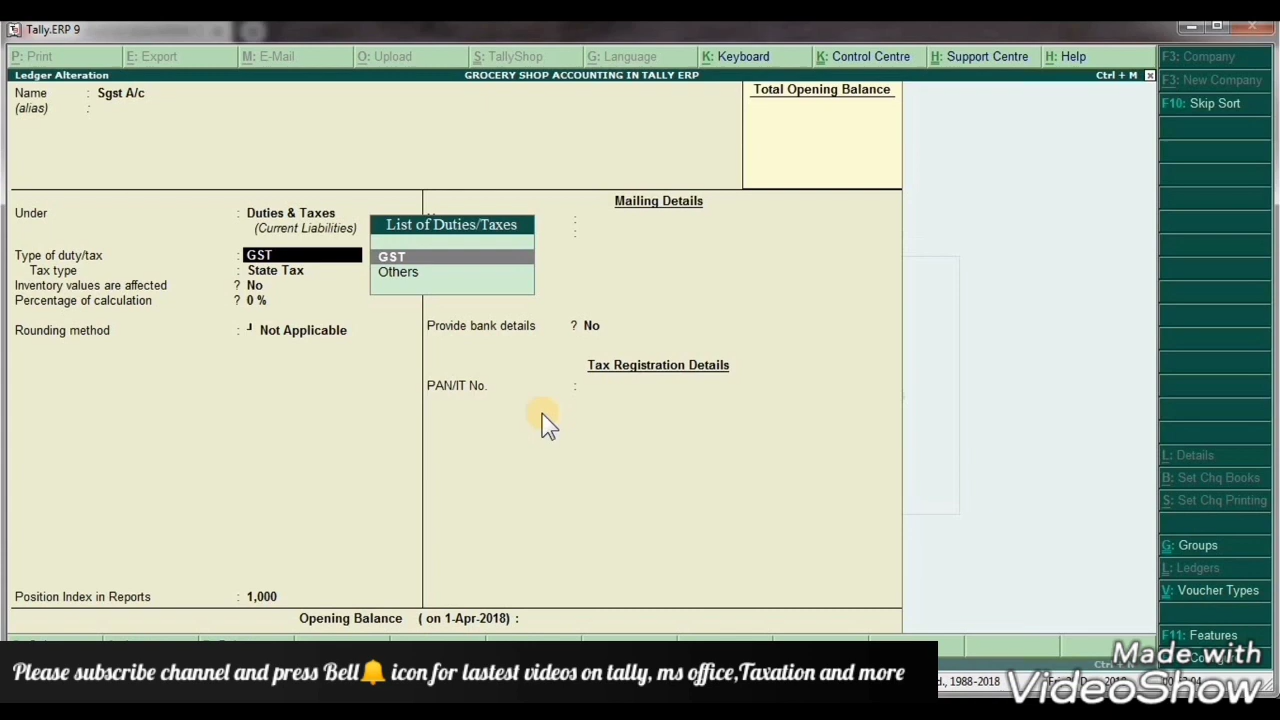 Tally.ERP 9
P: Print E: Export M: E-Mail O: Upload S: TallyShop G: Language K: Keyboard K: Control Centre H: Support Centre H: Help
F3: Company
Ledger Alteration GROCERY SHOP ACCOUNTING IN TALLY ERP Ctrl + M
F3: New Company
Name : Sgst A/c
(alias) :
Total Opening Balance
F10: Skip Sort
Under : Duties & Taxes
(Current Liabilities)
Type of duty/tax : GST
Tax type : State Tax
Inventory values are affected ? No
Percentage of calculation ? 0 %
Rounding method : ┘ Not Applicable
List of Duties/Taxes
GST
Others
Mailing Details
:
:
Provide bank details ? No
Tax Registration Details
PAN/IT No. :
L: Details
B: Set Chq Books
S: Set Chq Printing
G: Groups
L: Ledgers
V: Voucher Types
F11: Features
Position Index in Reports : 1,000
Opening Balance ( on 1-Apr-2018) :
Please subscribe channel and press Bell🔔 icon for fastest videos on tally, ms office,Taxation and more
Made with
VideoShow
1988-2018